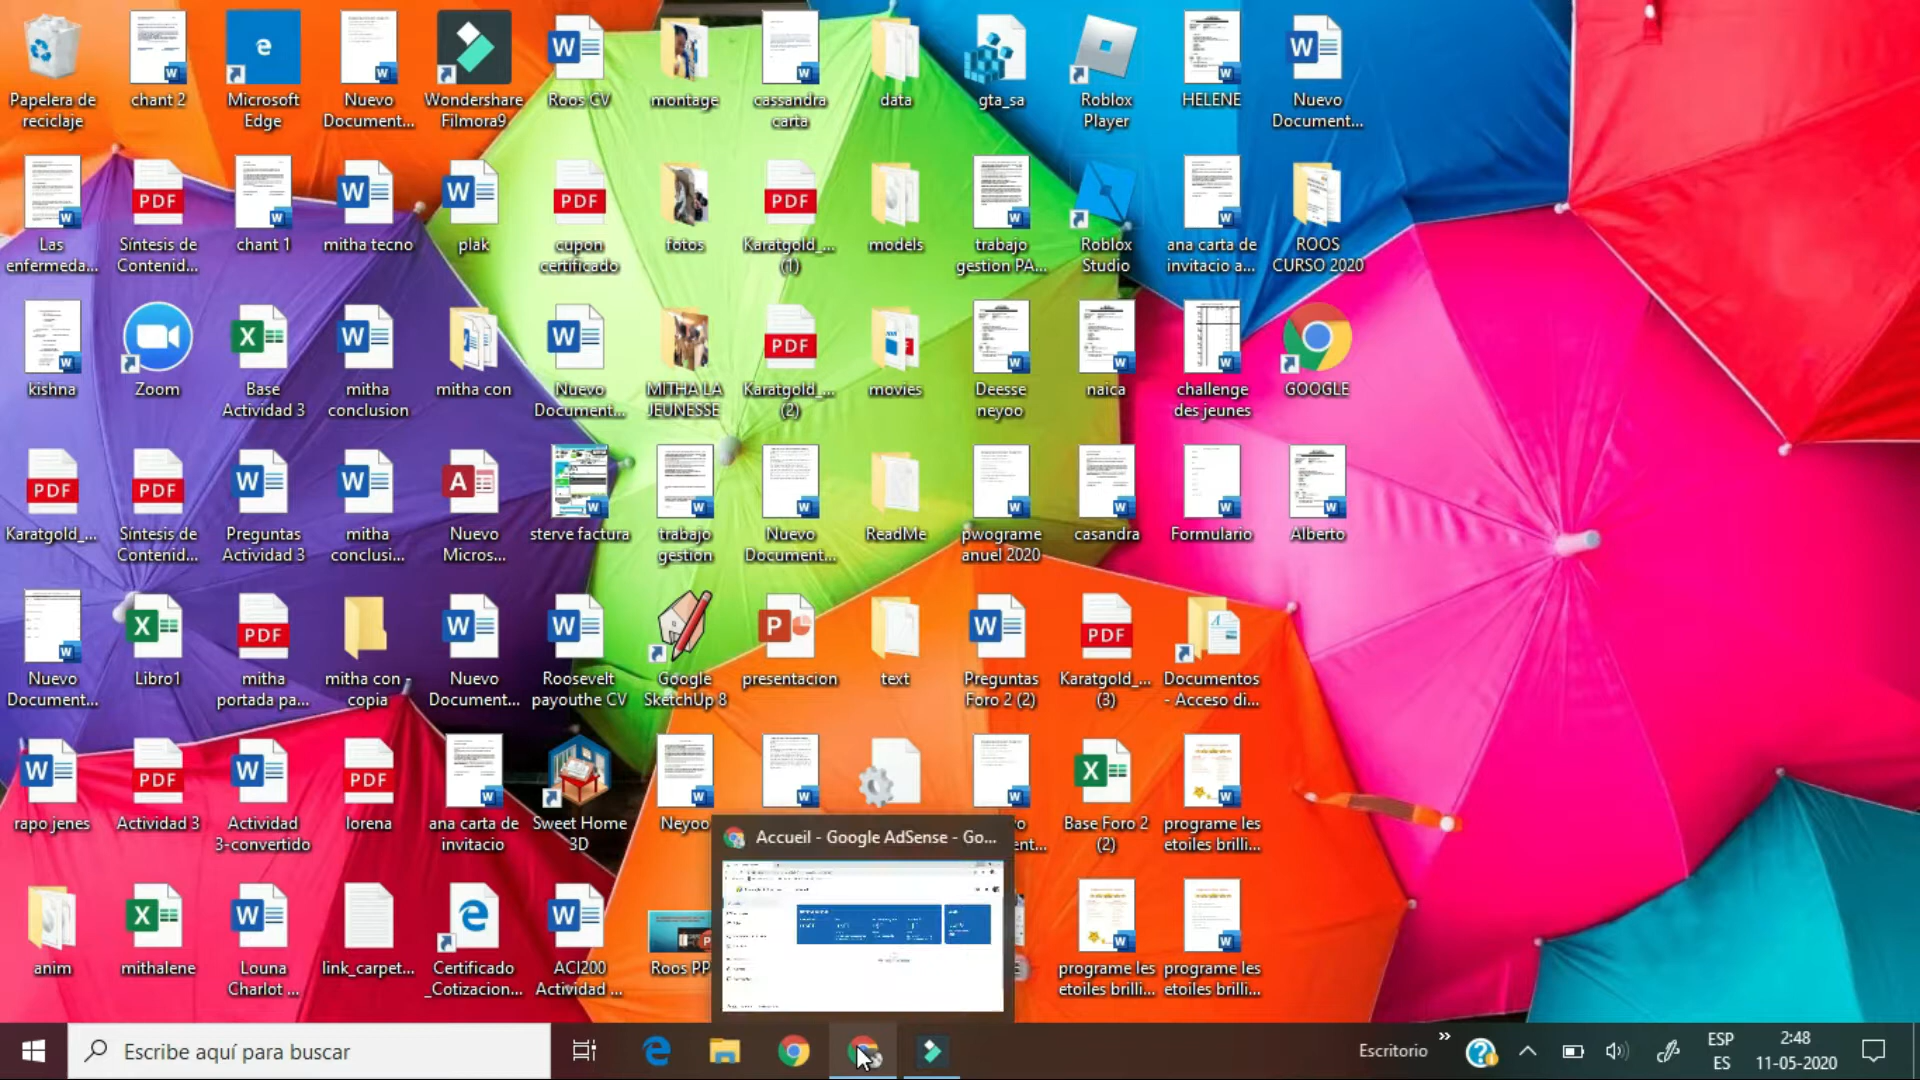 Papelera de
reciclaje
chant 2
Microsoft
Edge
Nuevo
Document...
Wondershare
Filmora9
Roos CV
montage
cassandra
carta
data
gta_sa
Roblox
Player
HELENE
Nuevo
Document...
Las
enfermeda...
Síntesis de
Contenid...
chant 1
mitha tecno
plak
cupon
certificado
fotos
Karatgold_...
(1)
models
trabajo
gestion PA...
Roblox
Studio
ana carta de
invitacio a...
ROOS
CURSO 2020
kishna
Zoom
Base
Actividad 3
mitha
conclusion
mitha con
Nuevo
Document...
MITHA LA
JEUNESSE
Karatgold_...
(2)
movies
Deesse
neyoo
naica
challenge
des jeunes
GOOGLE
Karatgold_...
Síntesis de
Contenid...
Preguntas
Actividad 3
mitha
conclusi...
Nuevo
Micros...
sterve factura
trabajo
gestión
Nuevo
Document...
ReadMe
pwograme
anuel 2020
casandra
Formulario
Alberto
Nuevo
Document...
Libro1
mitha
portada pa...
mitha con -
copia
Nuevo
Document...
Roosevelt
payouthe CV
Google
SketchUp 8
presentacion
text
Preguntas
Foro 2 (2)
Karatgold_...
(3)
Documentos
- Acceso di...
rapo jenes
Actividad 3
Actividad
3-convertido
lorena
ana carta de
invitacio
Sweet Home
3D
Neyoo
Base Foro 2
(2)
programe les
etoiles brilli...
Accueil - Google AdSense - Go...
anim
mithalene
Louna
Charlot ...
link_carpet...
Certificado
_Cotizacion...
ACI200
Actividad ...
Roos PP
programe les
etoiles brilli...
programe les
etoiles brilli...
Escribe aquí para buscar
Escritorio
ESP
ES
2:48
11-05-2020